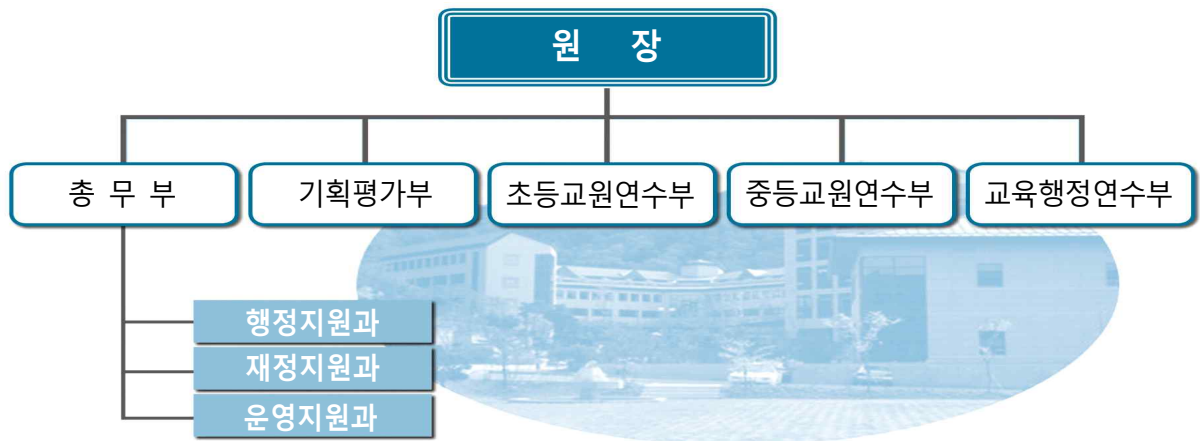 원 장
총 무 부
기획평가부
초등교원연수부
중등교원연수부
교육행정연수부
행정지원과
재정지원과
운영지원과